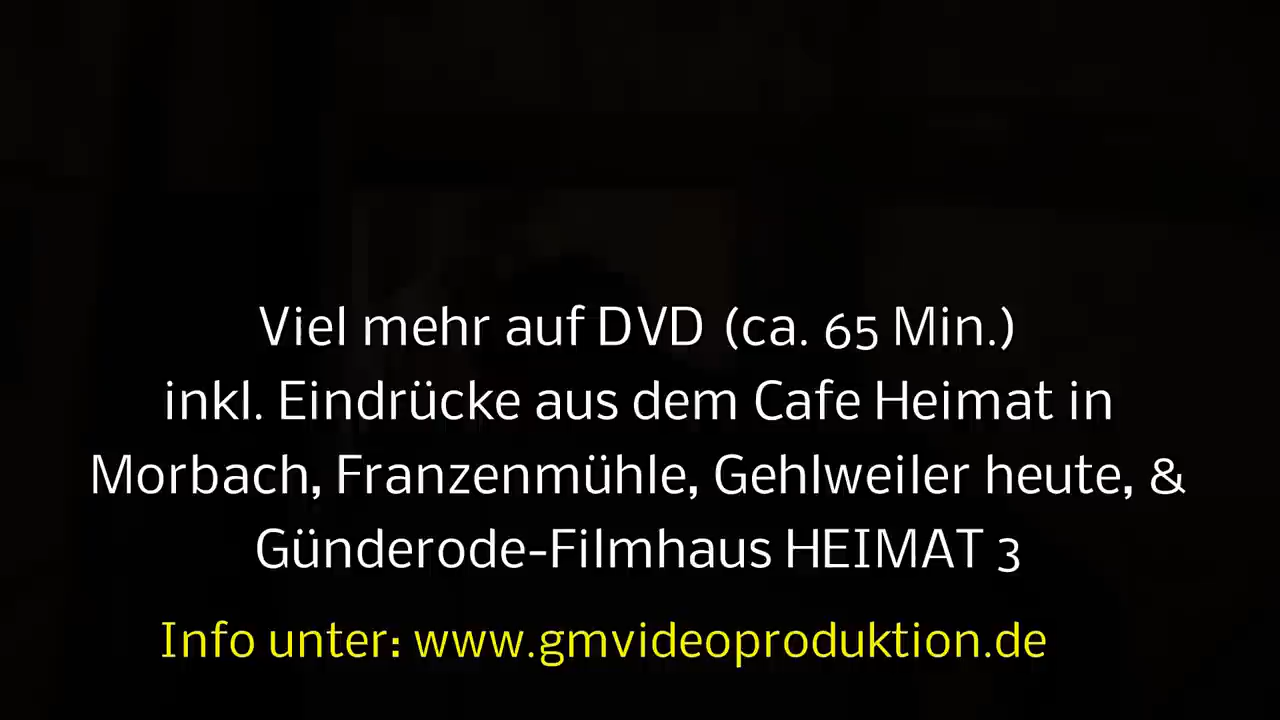 Viel mehr auf DVD (ca. 65 Min.)
inkl. Eindrücke aus dem Cafe Heimat in
Morbach, Franzenmühle, Gehlweiler heute, &
Günderode-Filmhaus HEIMAT 3
Info unter: www.gmvideoproduktion.de